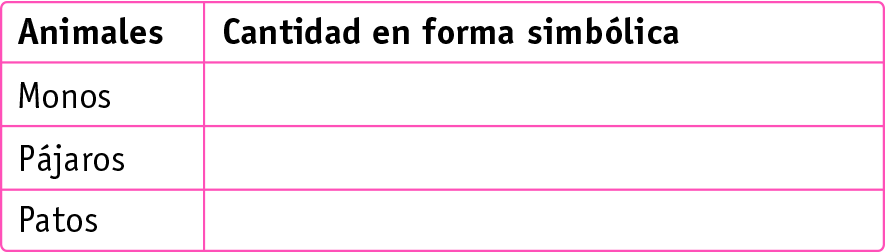 Animales Cantidad en forma simbólica
Monos
Pájaros
Patos